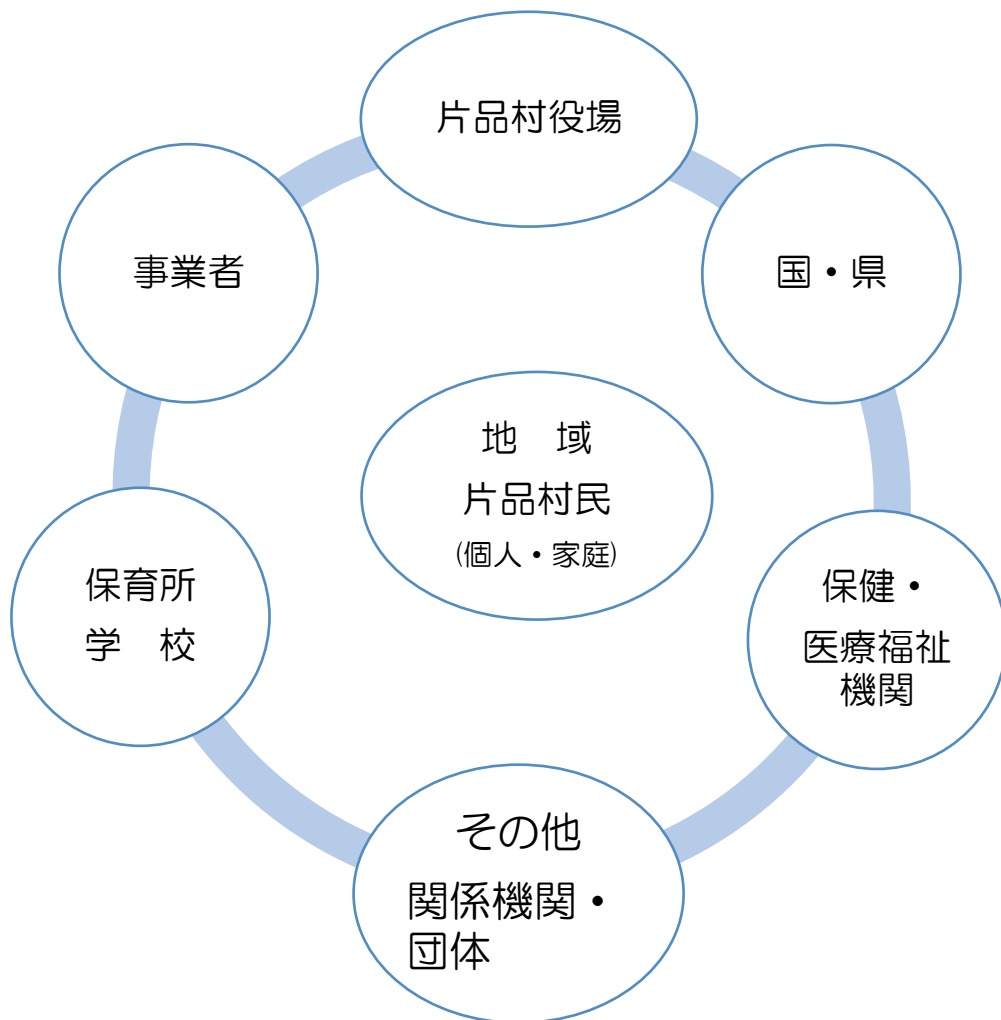 片品村役場
事業者
国・県
地　域
片品村民
(個人・家庭)
保育所
学　校
保健・
医療福祉
機関
その他
関係機関・
団体